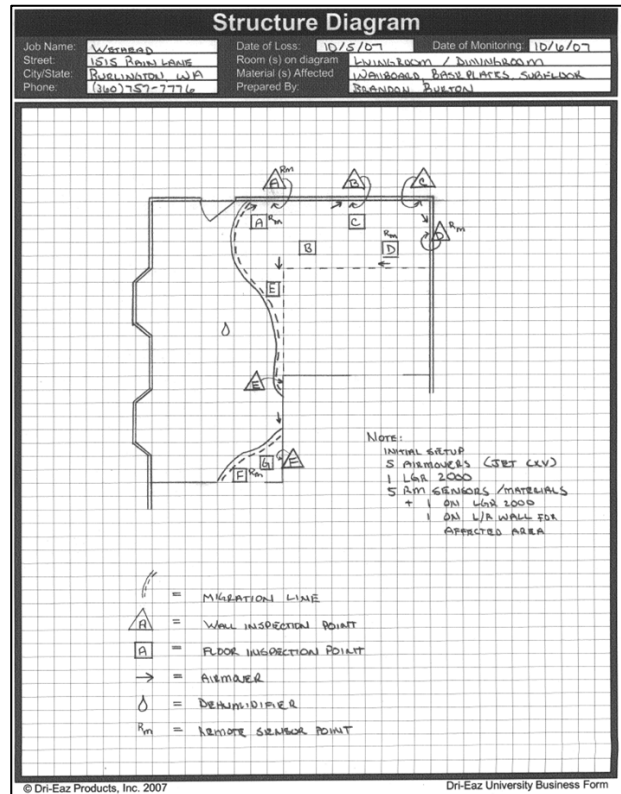 Structure Diagram
Job Name: WETHEAD Date of Loss: 10/5/07 Date of Monitoring: 10/6/07
Street: 1515 RAIN LANE Room (s) on diagram LIVINGROOM / DININGROOM
City/State: BURLINGTON, WA Material (s) Affected WALLBOARD, BASEPLATES, SUBFLOOR
Phone: (360) 757-7776 Prepared By: BRANDON BURTON
A Rm B C
A Rm C D Rm
B Rm D
E
E
G F
F Rm
NOTE:
INITIAL SETUP
5 AIRMOVERS (JET CXV)
1 LGR 2000
5 RM SENSORS/MATERIALS
+ 1 ON LGR 2000
1 ON L/R WALL FOR
AFFECTED AREA
= MIGRATION LINE
A = WALL INSPECTION POINT
A = FLOOR INSPECTION POINT
→ = AIRMOVER
= DEHUMIDIFIER
Rm = REMOTE SENSOR POINT
© Dri-Eaz Products, Inc. 2007 Dri-Eaz University Business Form